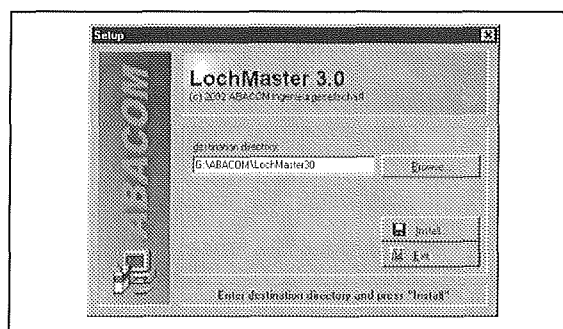 Setup
ABACOM
LochMaster 3.0
(c) 2002 ABACOM Ingenieurgesellschaft
destination directory:
G:\ABACOM\LochMaster30
Browse
Install
Exit
Enter destination directory and press "Install"